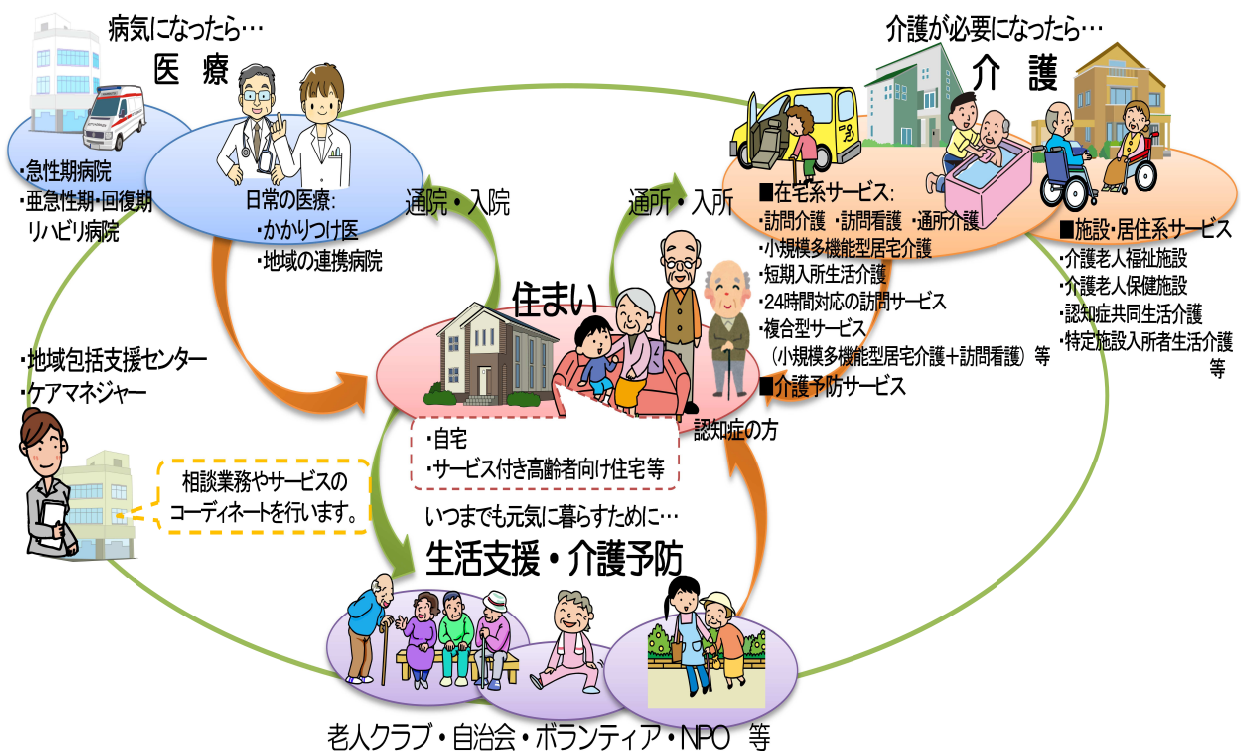 病気になったら…
医　療
・急性期病院
・亜急性期・回復期
リハビリ病院
日常の医療：
・かかりつけ医
・地域の連携病院
通院・入院
通所・入所
介護が必要になったら…
介　護
■在宅系サービス：
・訪問介護　・訪問看護　・通所介護
・小規模多機能型居宅介護
・短期入所生活介護
・24時間対応の訪問サービス
・複合型サービス
（小規模多機能型居宅介護＋訪問看護）等
■介護予防サービス
■施設・居住系サービス
・介護老人福祉施設
・介護老人保健施設
・認知症共同生活介護
・特定施設入所者生活介護
等
住まい
・自宅
・サービス付き高齢者向け住宅等
認知症の方
・地域包括支援センター
・ケアマネジャー
相談業務やサービスの
コーディネートを行います。
いつまでも元気に暮らすために…
生活支援・介護予防
老人クラブ・自治会・ボランティア・NPO　等